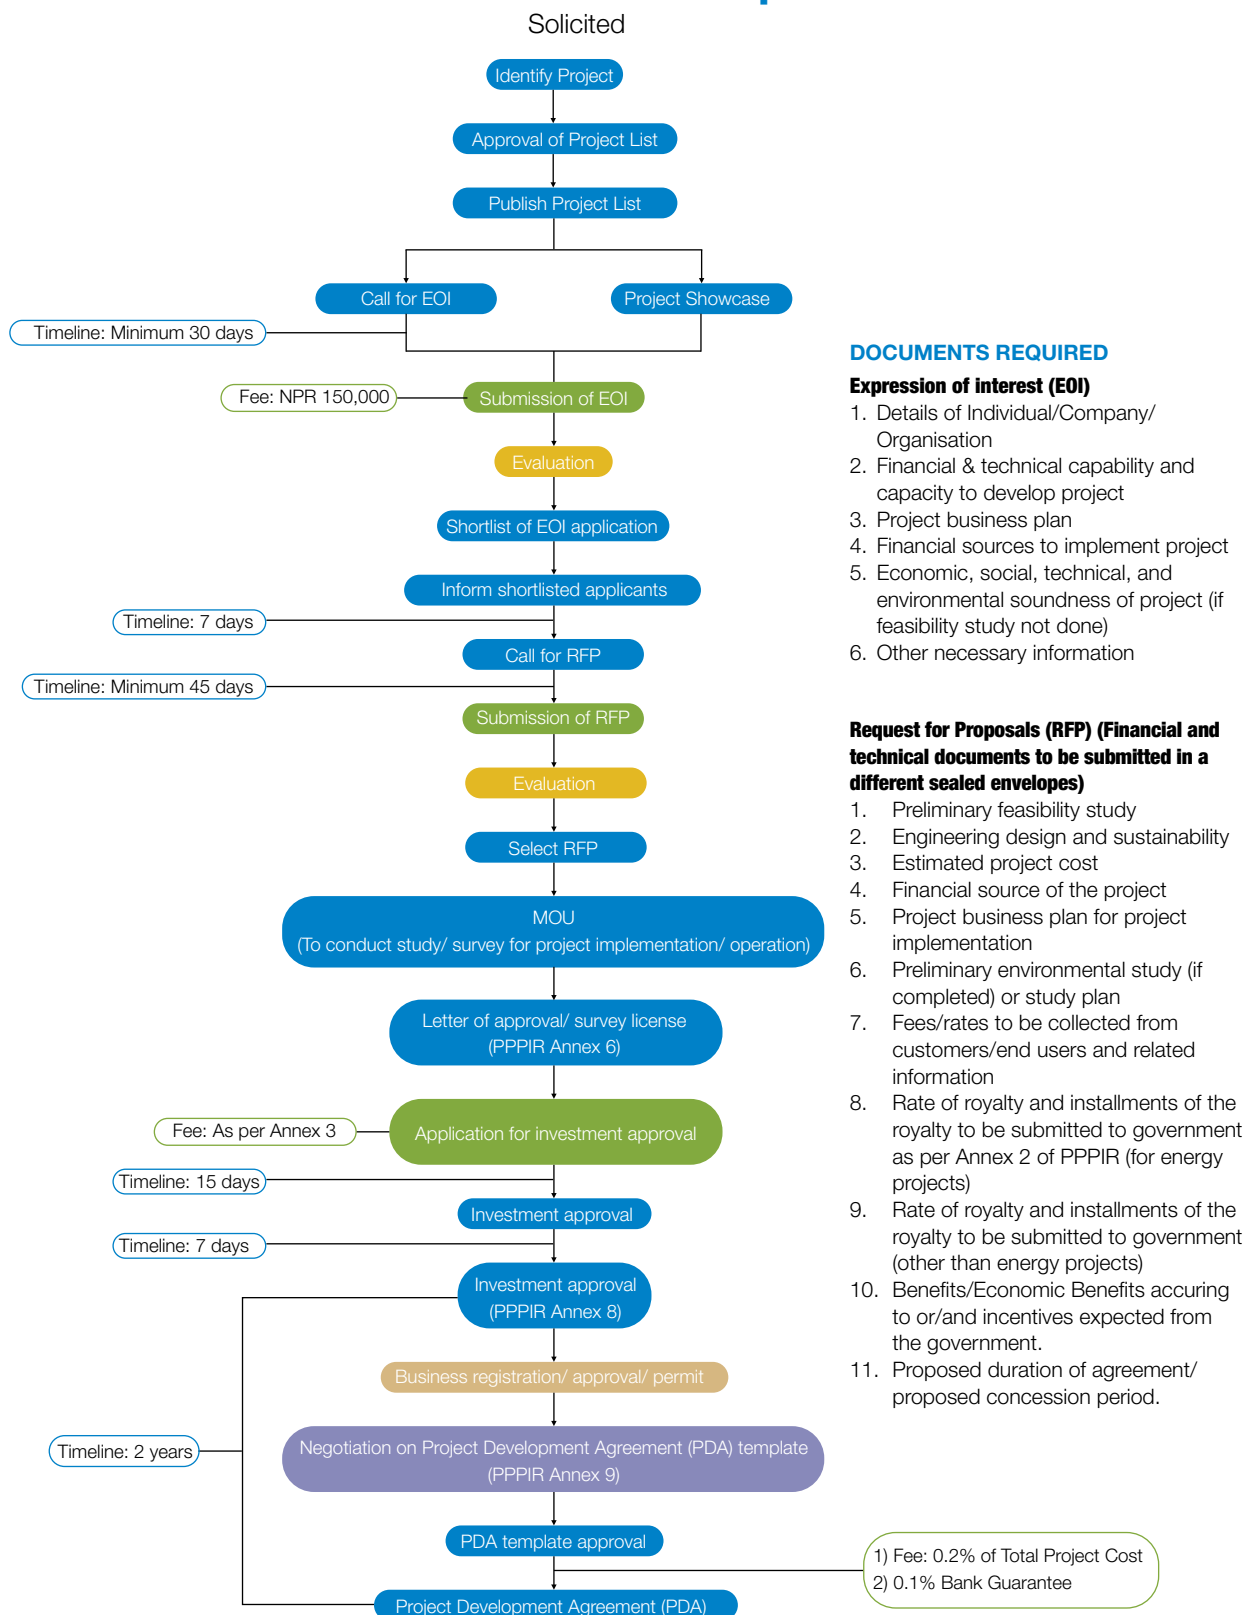 Solicited
Identify Project
Approval of Project List
Publish Project List
Call for EOI
Project Showcase
Timeline: Minimum 30 days
Fee: NPR 150,000
Submission of EOI
Evaluation
Shortlist of EOI application
Inform shortlisted applicants
Timeline: 7 days
Call for RFP
Timeline: Minimum 45 days
Submission of RFP
Evaluation
Select RFP
MOU
(To conduct study/ survey for project implementation/ operation)
Letter of approval/ survey license
(PPPIR Annex 6)
Fee: As per Annex 3
Application for investment approval
Timeline: 15 days
Investment approval
Timeline: 7 days
Investment approval
(PPPIR Annex 8)
Business registration/ approval/ permit
Timeline: 2 years
Negotiation on Project Development Agreement (PDA) template
(PPPIR Annex 9)
PDA template approval
1) Fee: 0.2% of Total Project Cost
2) 0.1% Bank Guarantee
Project Development Agreement (PDA)
DOCUMENTS REQUIRED
Expression of interest (EOI)
1. Details of Individual/Company/
Organisation
2. Financial & technical capability and
capacity to develop project
3. Project business plan
4. Financial sources to implement project
5. Economic, social, technical, and
environmental soundness of project (if
feasibility study not done)
6. Other necessary information
Request for Proposals (RFP) (Financial and
technical documents to be submitted in a
different sealed envelopes)
1. Preliminary feasibility study
2. Engineering design and sustainability
3. Estimated project cost
4. Financial source of the project
5. Project business plan for project
implementation
6. Preliminary environmental study (if
completed) or study plan
7. Fees/rates to be collected from
customers/end users and related
information
8. Rate of royalty and installments of the
royalty to be submitted to government
as per Annex 2 of PPPIR (for energy
projects)
9. Rate of royalty and installments of the
royalty to be submitted to government
(other than energy projects)
10. Benefits/Economic Benefits accuring
to or/and incentives expected from
the government.
11. Proposed duration of agreement/
proposed concession period.